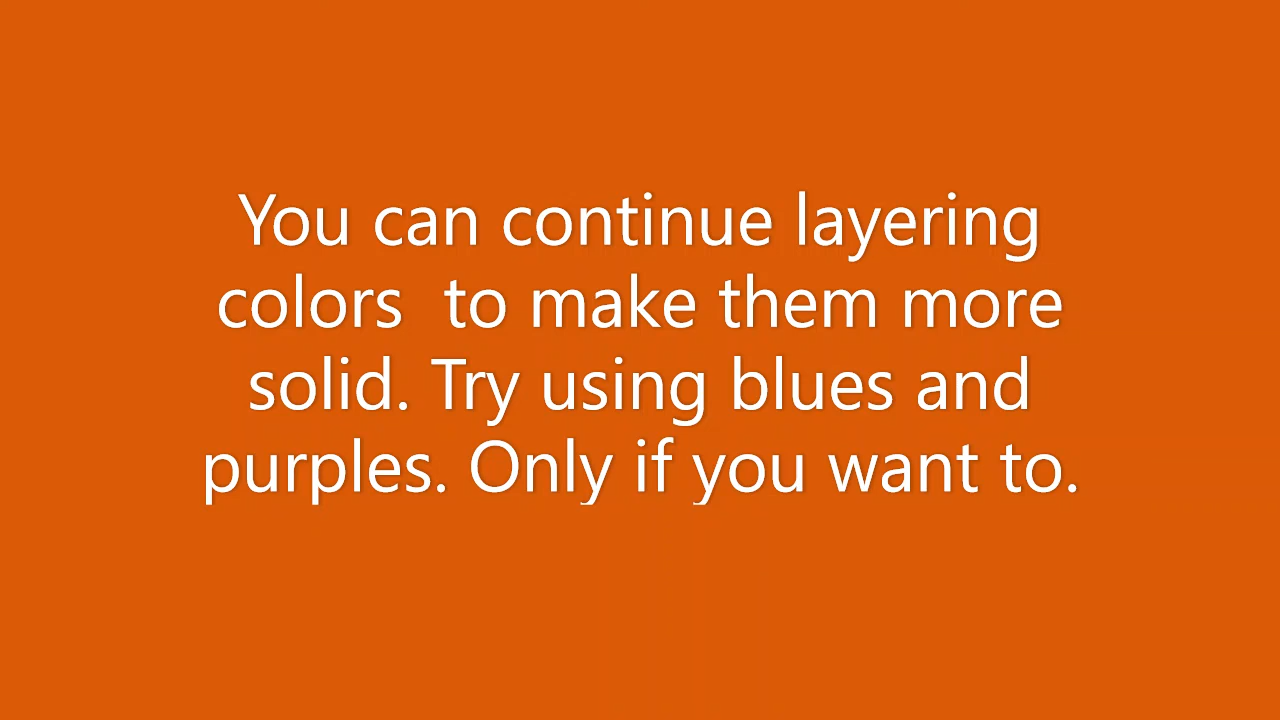 You can continue layering
colors  to make them more
solid. Try using blues and
purples. Only if you want to.